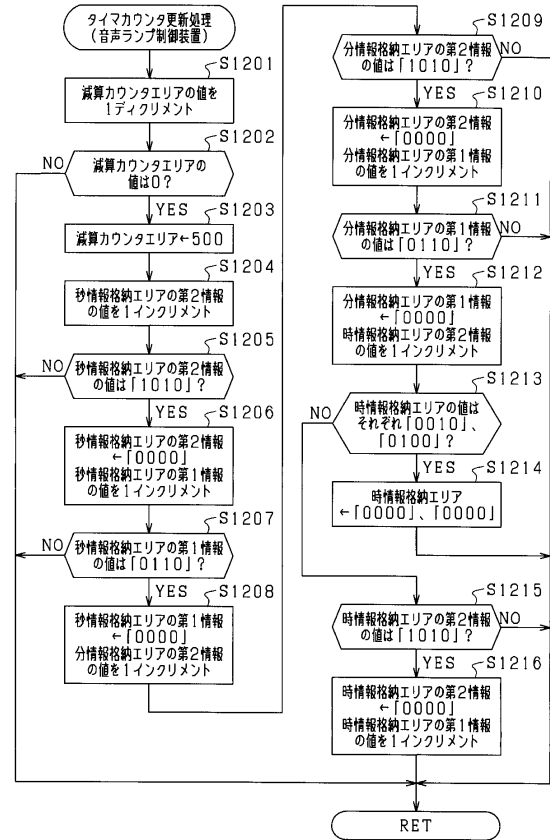 タイマカウンタ更新処理
(音声ランプ制御装置)
S1201
減算カウンタエリアの値を
1ディクリメント
S1202
減算カウンタエリアの
値は0?
NO
YES
S1203
減算カウンタエリア←500
S1204
秒情報格納エリアの第2情報
の値を1インクリメント
S1205
秒情報格納エリアの第2情報
の値は「1010」?
NO
YES
S1206
秒情報格納エリアの第2情報
←「0000」
秒情報格納エリアの第1情報
の値を1インクリメント
S1207
秒情報格納エリアの第1情報
の値は「0110」?
NO
YES
S1208
秒情報格納エリアの第1情報
←「0000」
分情報格納エリアの第2情報
の値を1インクリメント
S1209
分情報格納エリアの第2情報
の値は「1010」?
NO
YES
S1210
分情報格納エリアの第2情報
←「0000」
分情報格納エリアの第1情報
の値を1インクリメント
S1211
分情報格納エリアの第1情報
の値は「0110」?
NO
YES
S1212
分情報格納エリアの第1情報
←「0000」
時情報格納エリアの第2情報
の値を1インクリメント
S1213
時情報格納エリアの値は
それぞれ「0010」、
「0100」?
NO
YES
S1214
時情報格納エリア
←「0000」、「0000」
S1215
時情報格納エリアの第2情報
の値は「1010」?
NO
YES
S1216
時情報格納エリアの第2情報
←「0000」
時情報格納エリアの第1情報
の値を1インクリメント
RET